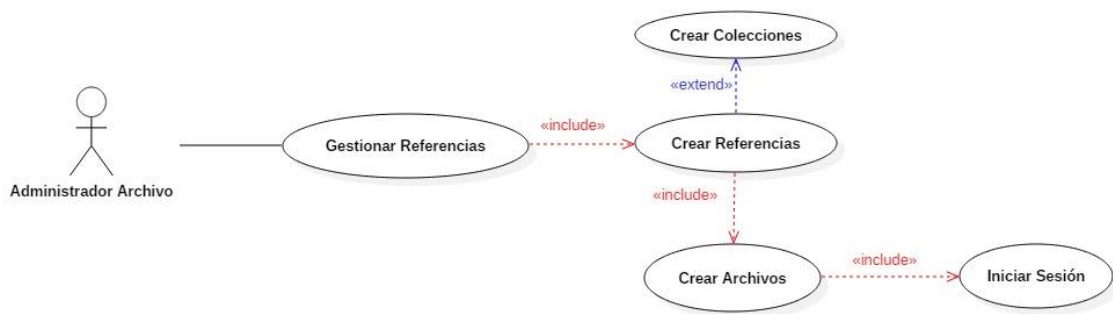 Crear Colecciones
«extend»
«include»
Gestionar Referencias
Crear Referencias
Administrador Archivo
«include»
«include»
Crear Archivos
Iniciar Sesión